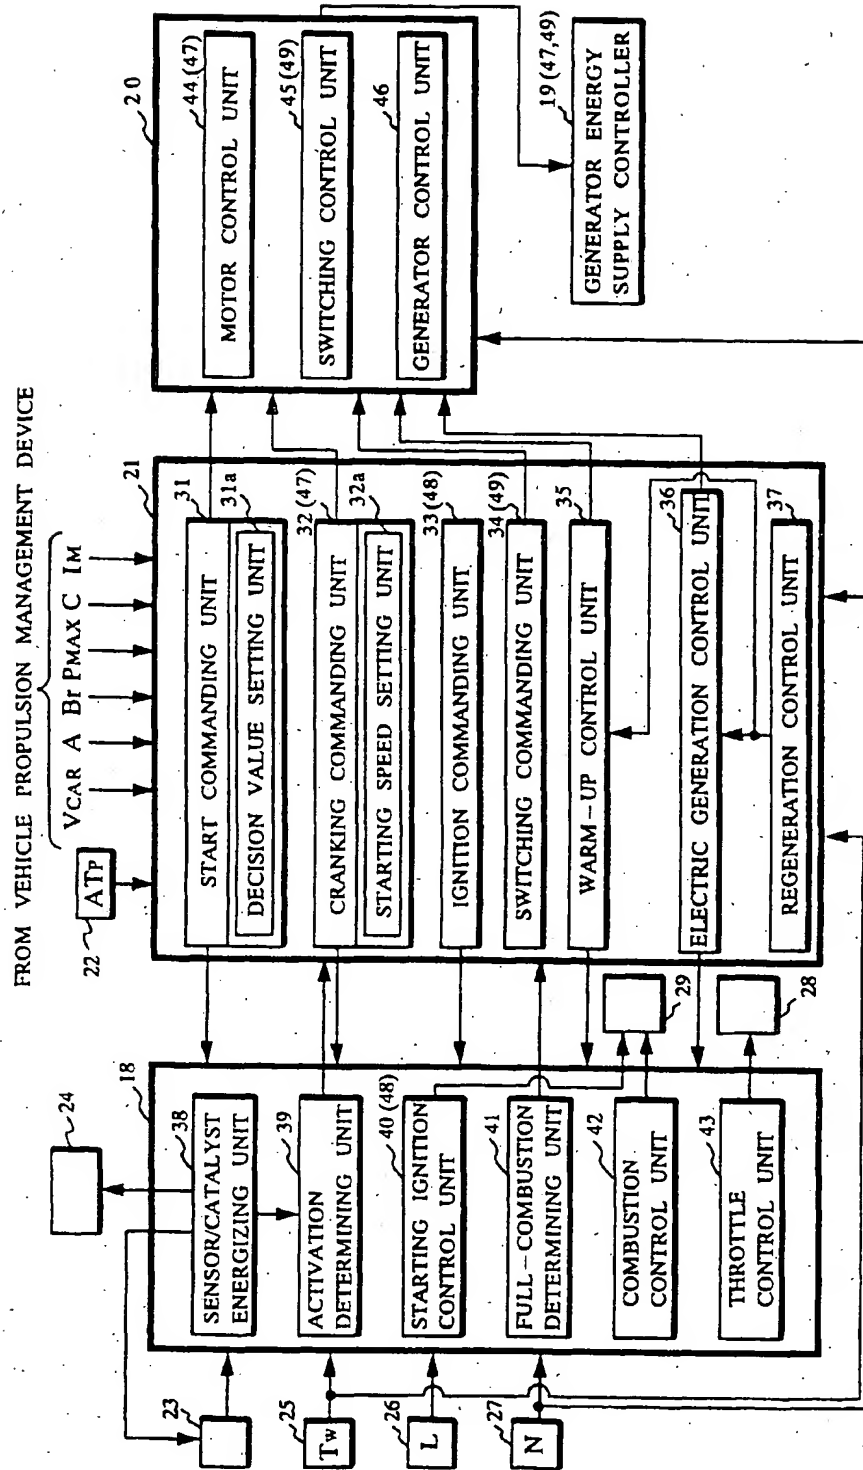 FROM VEHICLE PROPULSION MANAGEMENT DEVICE
VCAR A Br PMAX C IM
22
ATP
24
18
38
SENSOR/CATALYST
ENERGIZING UNIT
39
ACTIVATION
DETERMINING UNIT
40 (48)
STARTING IGNITION
CONTROL UNIT
41
FULL-COMBUSTION
DETERMINING UNIT
42
COMBUSTION
CONTROL UNIT
43
THROTTLE
CONTROL UNIT
23
25
TW
26
L
27
N
29
28
21
31
START COMMANDING UNIT
31a
DECISION VALUE SETTING UNIT
32 (47)
CRANKING COMMANDING UNIT
32a
STARTING SPEED SETTING UNIT
33 (48)
IGNITION COMMANDING UNIT
34 (49)
SWITCHING COMMANDING UNIT
35
WARM-UP CONTROL UNIT
36
ELECTRIC GENERATION CONTROL UNIT
37
REGENERATION CONTROL UNIT
20
44 (47)
MOTOR CONTROL UNIT
45 (49)
SWITCHING CONTROL UNIT
46
GENERATOR CONTROL UNIT
19 (47,49)
GENERATOR ENERGY
SUPPLY CONTROLLER